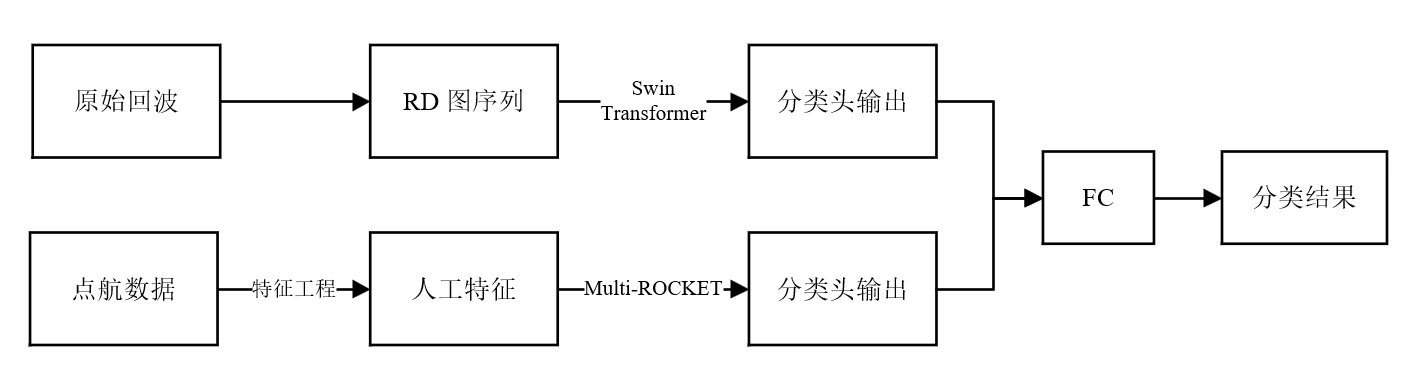 原始回波
RD 图序列
Swin
Transformer
分类头输出
FC
分类结果
点航数据
特征工程
人工特征
Multi-ROCKET
分类头输出